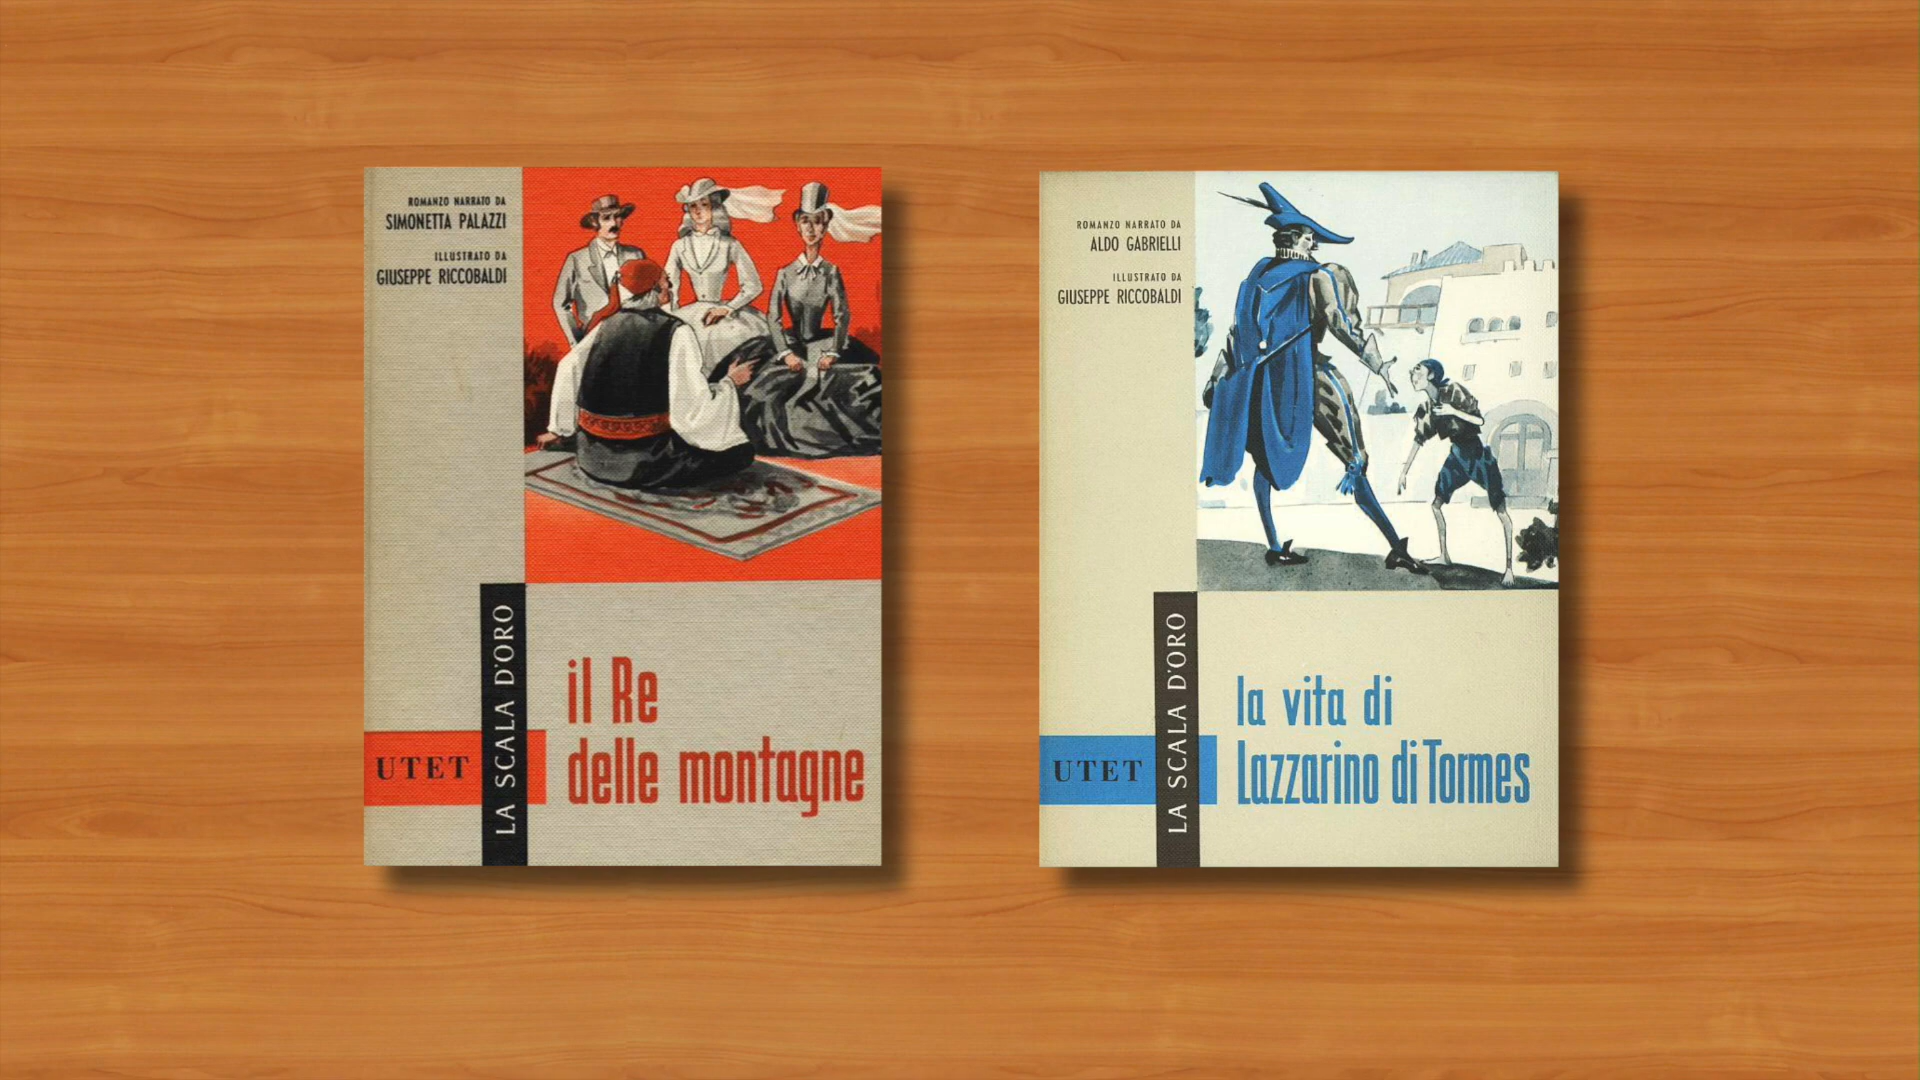 ROMANZO NARRATO DA
SIMONETTA PALAZZI
ILLUSTRATO DA
GIUSEPPE RICCOBALDI
il Re
delle montagne
UTET
LA SCALA D'ORO
ROMANZO NARRATO DA
ALDO GABRIELLI
ILLUSTRATO DA
GIUSEPPE RICCOBALDI
la vita di
Lazzarino di Tormes
UTET
LA SCALA D'ORO